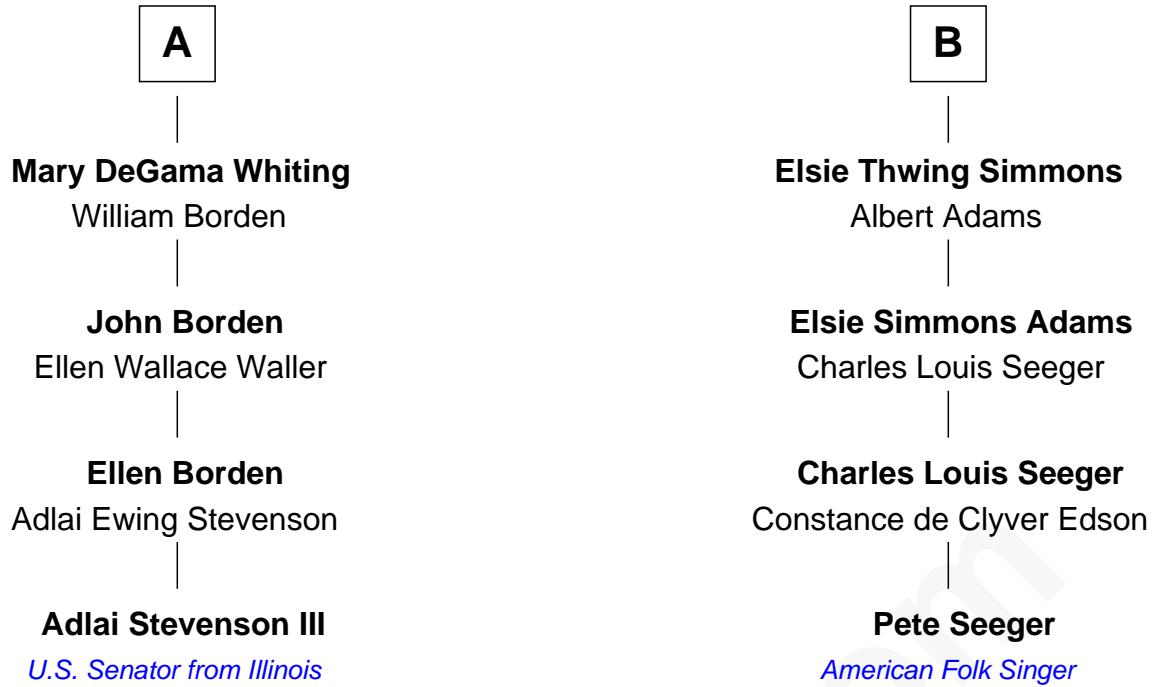 A
Mary DeGama Whiting
William Borden
John Borden
Ellen Wallace Waller
Ellen Borden
Adlai Ewing Stevenson
Adlai Stevenson III
U.S. Senator from Illinois
B
Elsie Thwing Simmons
Albert Adams
Elsie Simmons Adams
Charles Louis Seeger
Charles Louis Seeger
Constance de Clyver Edson
Pete Seeger
American Folk Singer